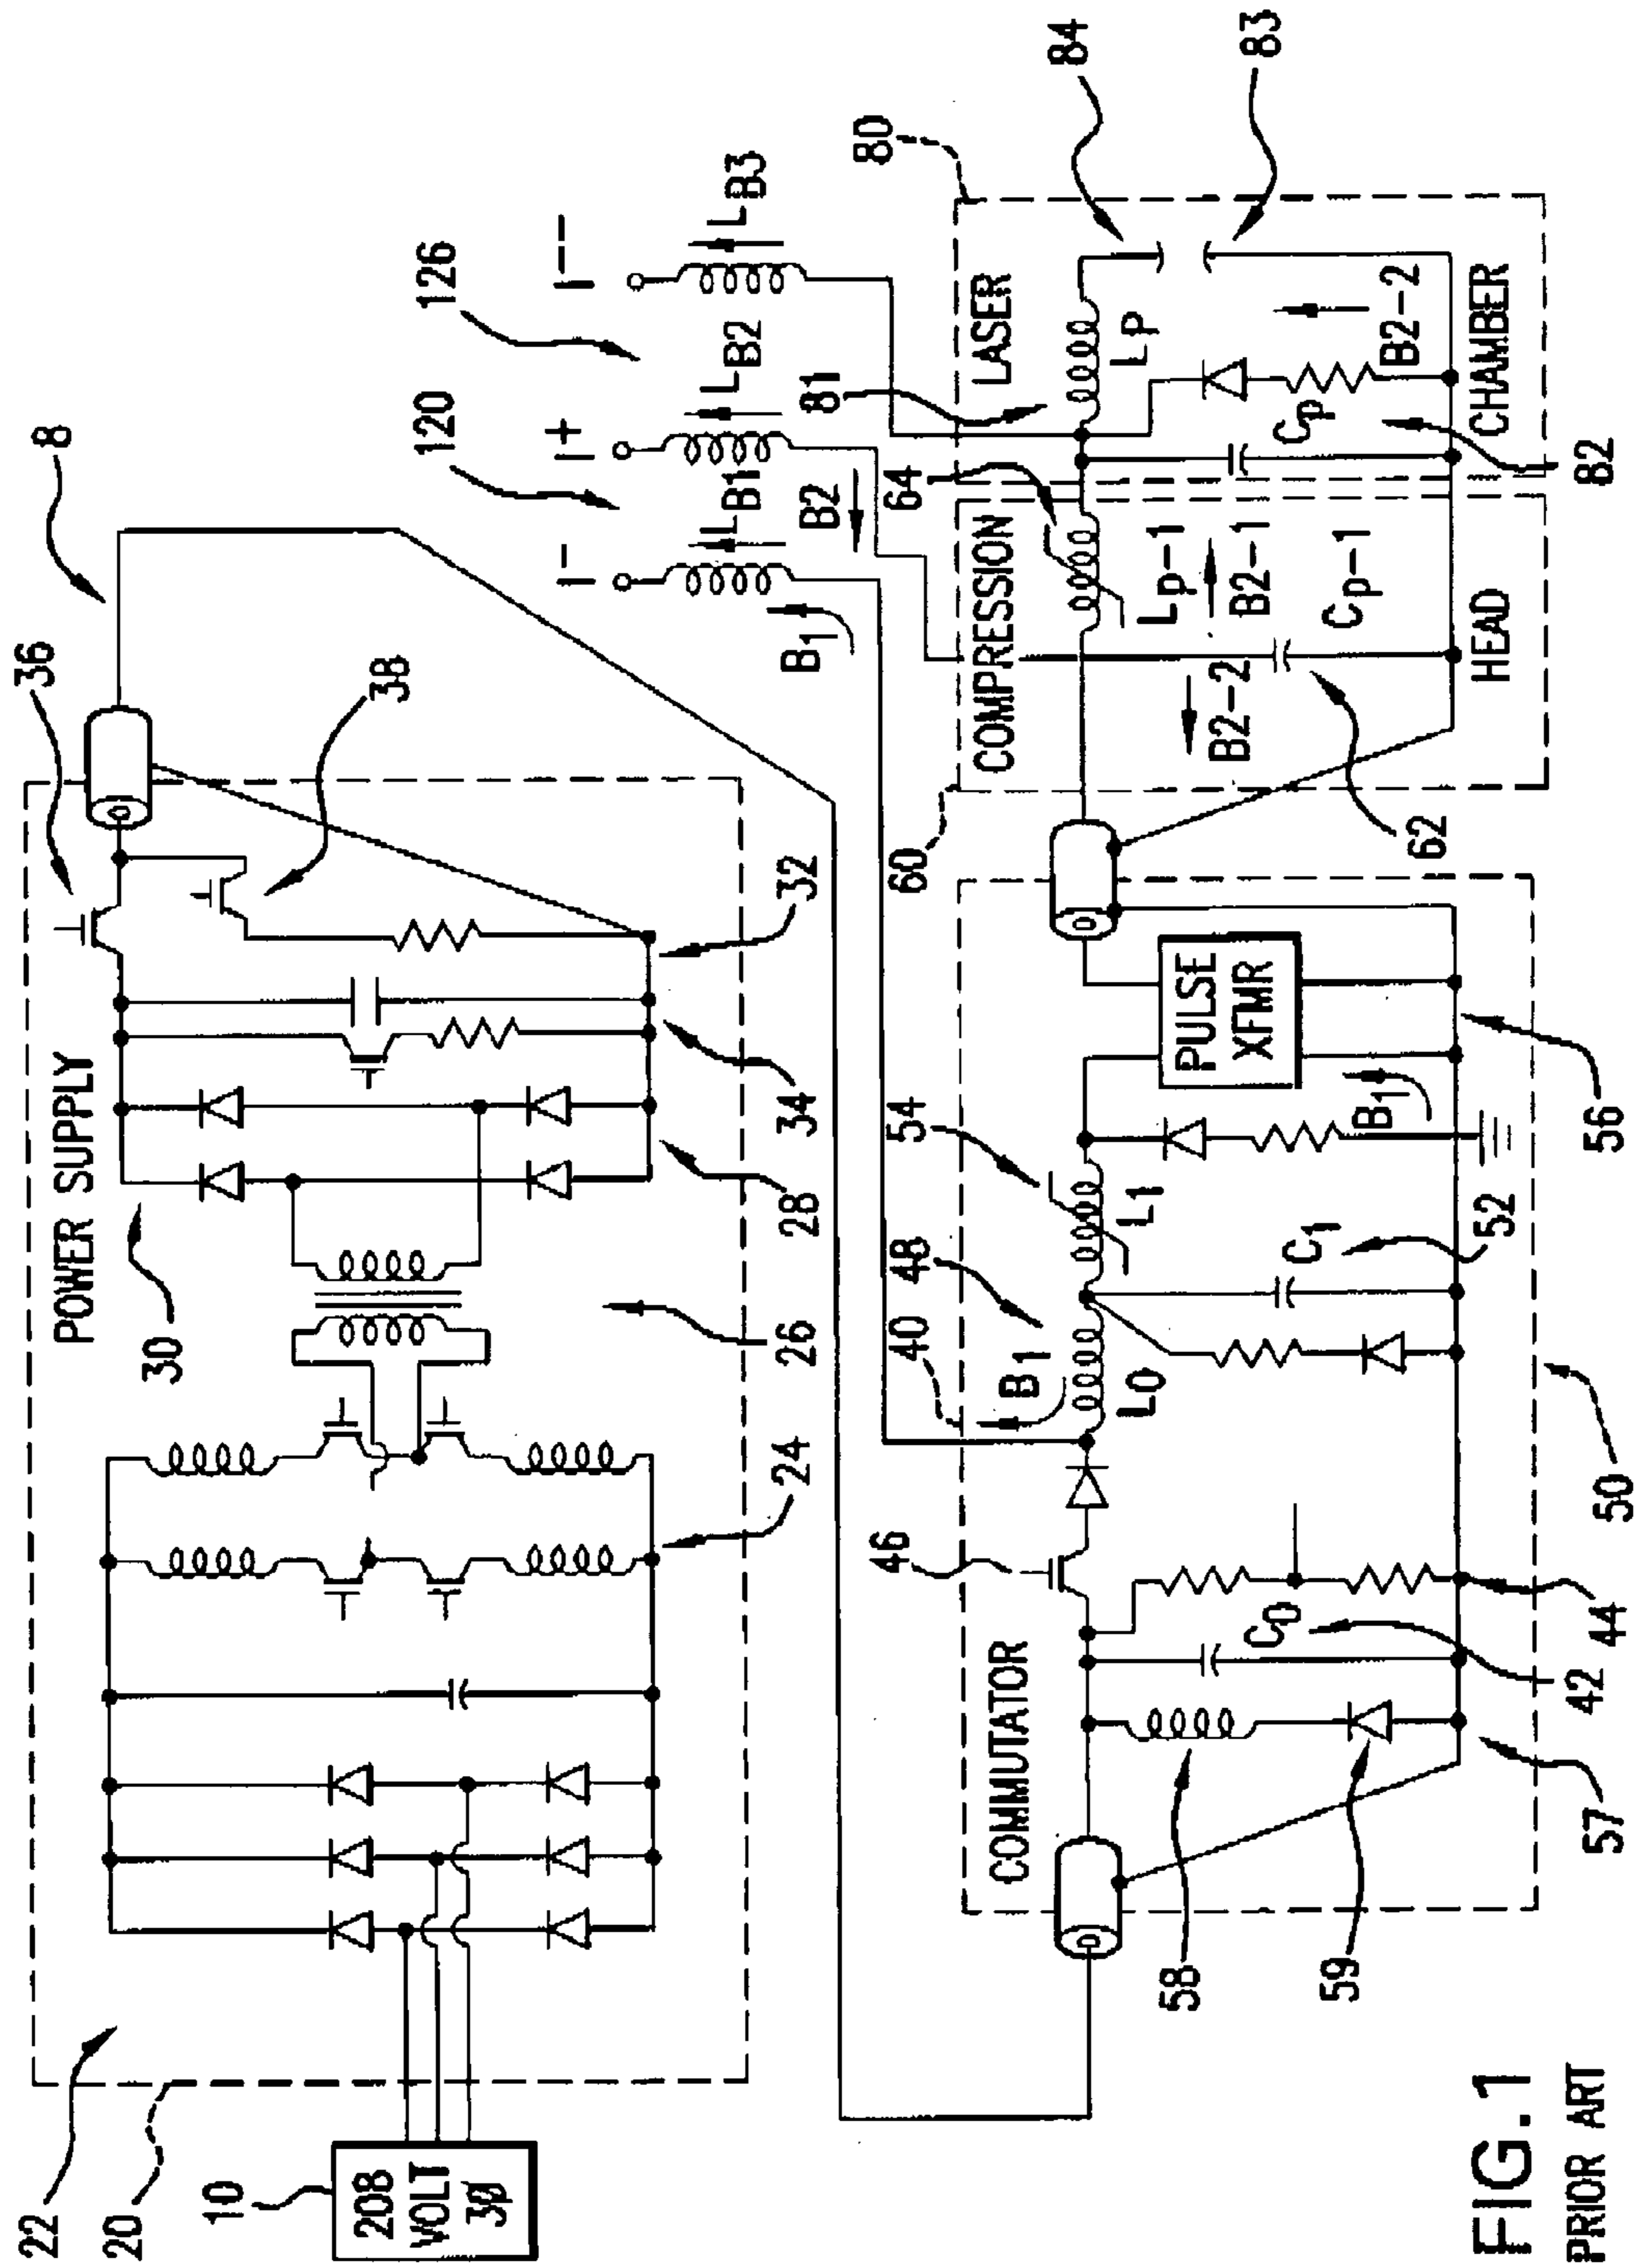 8
36
38
POWER SUPPLY
30
32
34
28
26
24
22
20
10
208
VOLT
3ø
I-
I+
I--
120
126
LB1
LB2
LB3
B1
B2
COMMUTATOR
46
40
B1
48
54
L0
L1
C0
C1
B1
PULSE
XFMR
58
59
57
42
44
50
52
56
60
COMPRESSION
64
Lp-1
B2-1
B2-2
Cp-1
HEAD
62
80
LASER
81
LP
Cp
B2-2
CHAMBER
82
84
83
FIG.1
PRIOR ART